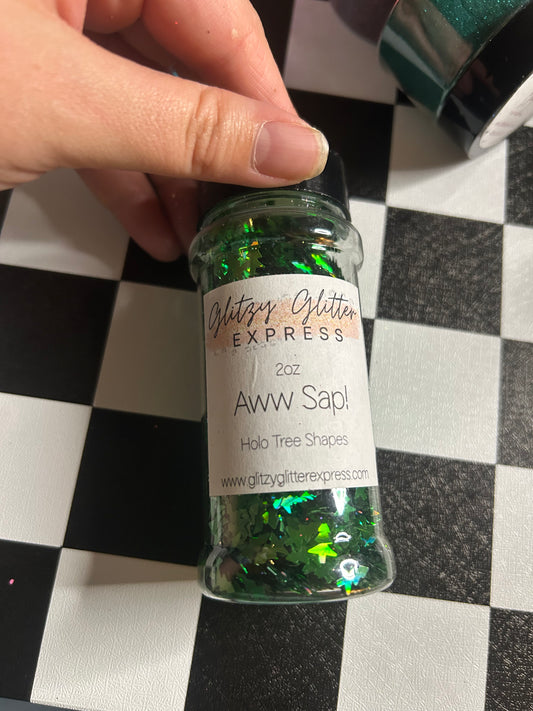 Glitzy Glitter
EXPRESS
2oz
Aww Sap!
Holo Tree Shapes
www.glitzyglitterexpress.com